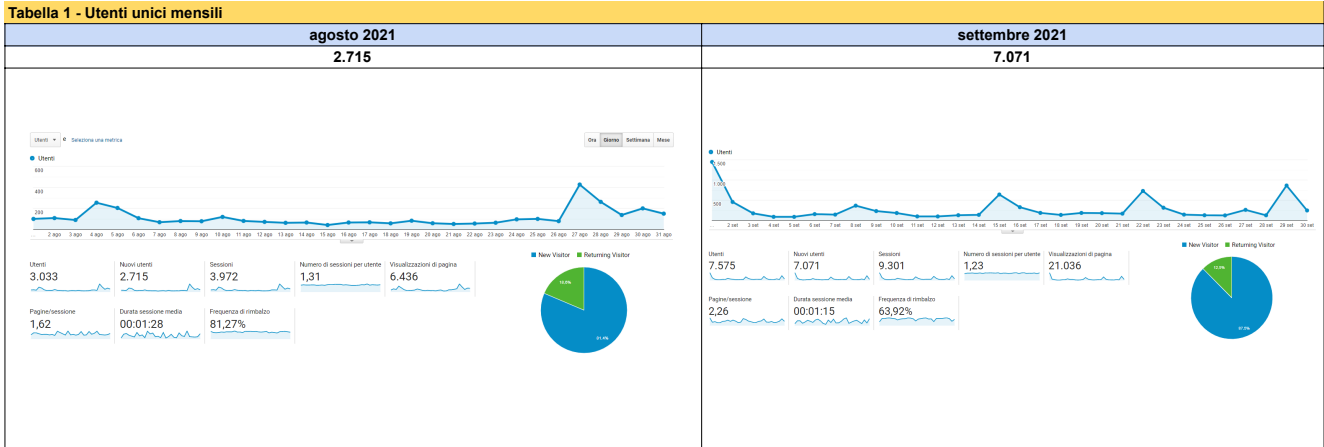 Tabella 1 - Utenti unici mensili
agosto 2021
settembre 2021
2.715
7.071
Utenti
Seleziona una metrica
Ora Giorno Settimana Mese
Utenti
600
400
200
... 2 ago 3 ago 4 ago 5 ago 6 ago 7 ago 8 ago 9 ago 10 ago 11 ago 12 ago 13 ago 14 ago 15 ago 16 ago 17 ago 18 ago 19 ago 20 ago 21 ago 22 ago 23 ago 24 ago 25 ago 26 ago 27 ago 28 ago 29 ago 30 ago 31 ago
New Visitor Returning Visitor
Utenti
3.033
Nuovi utenti
2.715
Sessioni
3.972
Numero di sessioni per utente
1,31
Visualizzazioni di pagina
6.436
Pagine/sessione
1,62
Durata sessione media
00:01:28
Frequenza di rimbalzo
81,27%
Utenti
1.500
1.000
500
... 2 set 3 set 4 set 5 set 6 set 7 set 8 set 9 set 10 set 11 set 12 set 13 set 14 set 15 set 16 set 17 set 18 set 19 set 20 set 21 set 22 set 23 set 24 set 25 set 26 set 27 set 28 set 29 set 30 set
New Visitor Returning Visitor
Utenti
7.575
Nuovi utenti
7.071
Sessioni
9.301
Numero di sessioni per utente
1,23
Visualizzazioni di pagina
21.036
Pagine/sessione
2,26
Durata sessione media
00:01:15
Frequenza di rimbalzo
63,92%